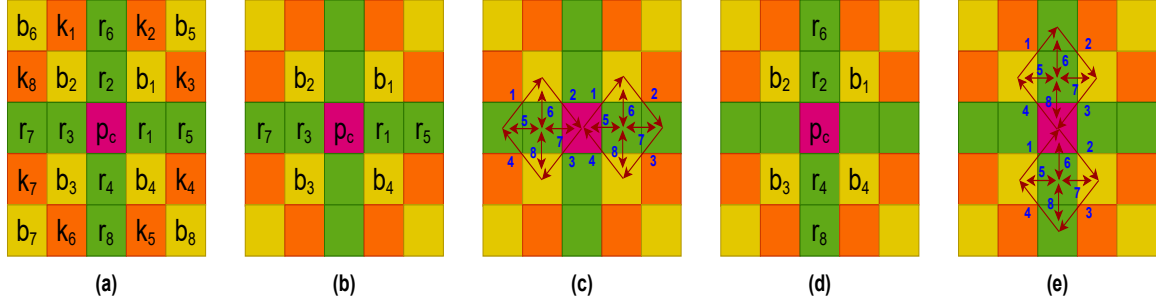 b₆ k₁ r₆ k₂ b₅
k₈ b₂ r₂ b₁ k₃
r₇ r₃ p꜀ r₁ r₅
k₇ b₃ r₄ b₄ k₄
b₇ k₆ r₈ k₅ b₈
(a)
b₂ b₁
r₇ r₃ p꜀ r₁ r₅
b₃ b₄
(b)
1 2 1 2
6 6
5 5
7 7
8 8
4 3 4 3
(c)
r₆
b₂ r₂ b₁
p꜀
b₃ r₄ b₄
r₈
(d)
1 2
6
5
7
8
4 3
1 2
6
5 7
8
4 3
(e)